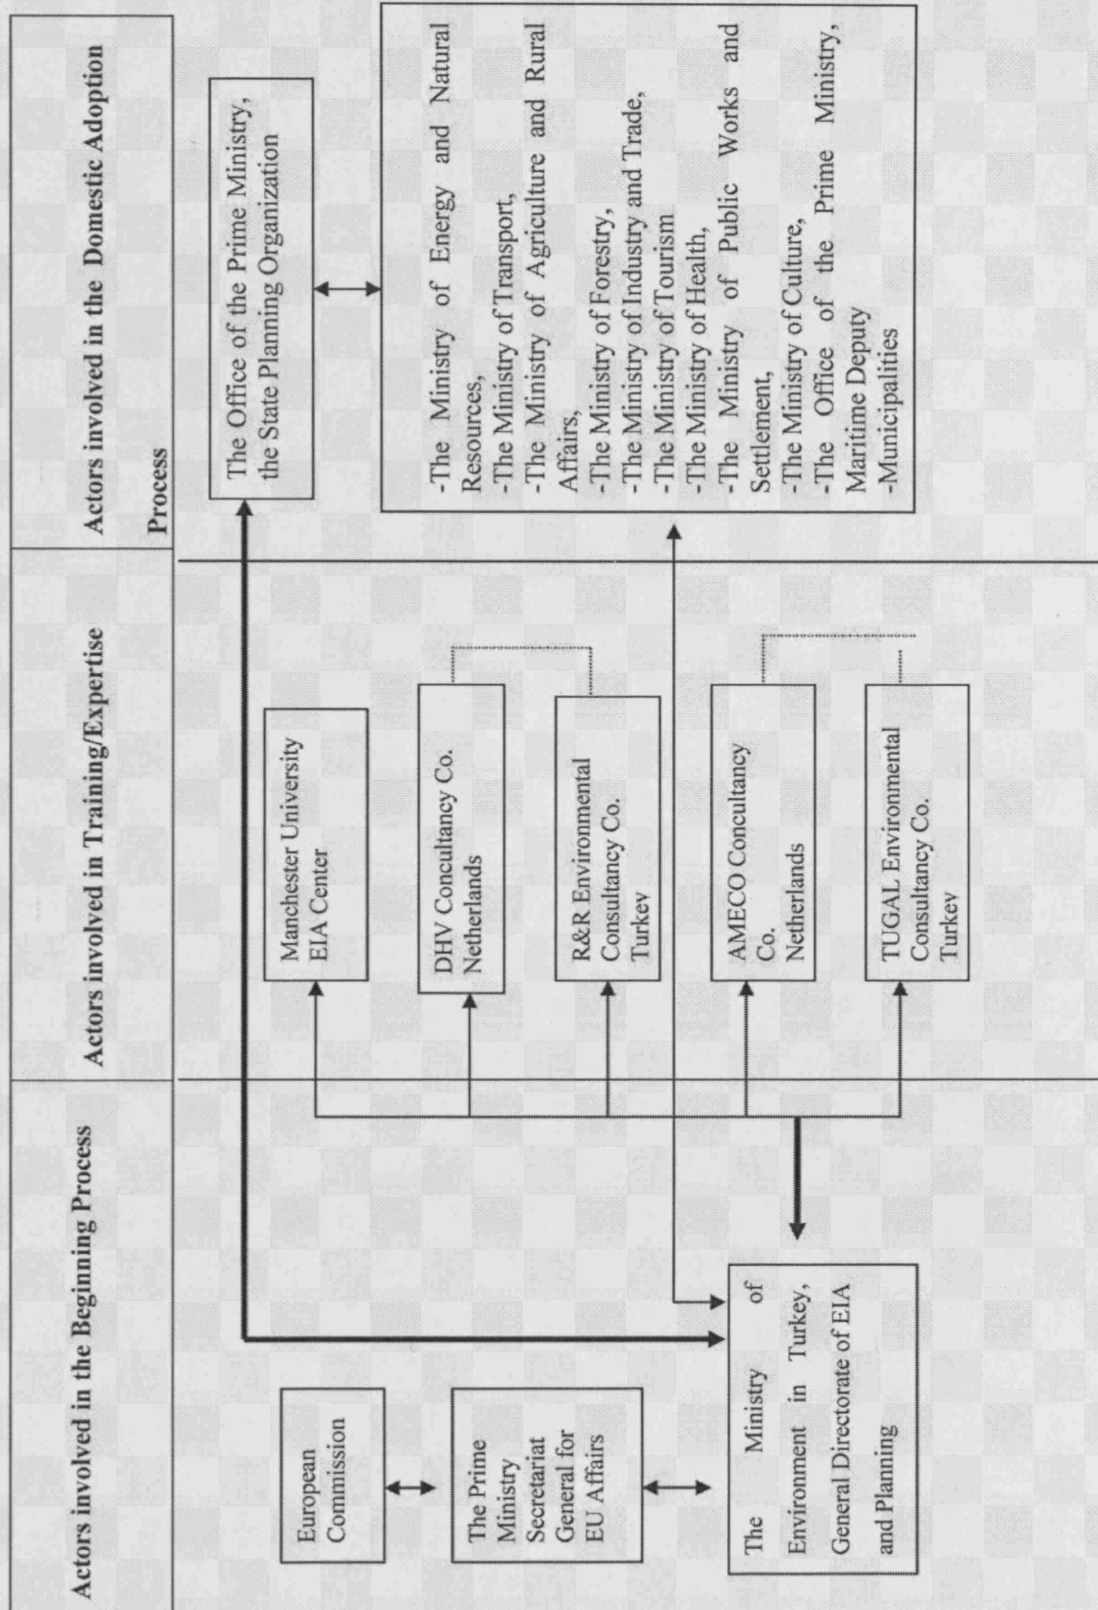 Actors involved in the Beginning Process
Actors involved in Training/Expertise
Actors involved in the Domestic Adoption
Process
European
Commission
The Prime
Ministry
Secretariat
General for
EU Affairs
The Ministry of
Environment in Turkey,
General Directorate of EIA
and Planning
Manchester University
EIA Center
DHV Concultancy Co.
Netherlands
R&R Environmental
Consultancy Co.
Turkey
AMECO Concultancy
Co.
Netherlands
TUGAL Environmental
Consultancy Co.
Turkey
The Office of the Prime Ministry,
the State Planning Organization
-The Ministry of Energy and Natural
Resources,
-The Ministry of Transport,
-The Ministry of Agriculture and Rural
Affairs,
-The Ministry of Forestry,
-The Ministry of Industry and Trade,
-The Ministry of Tourism
-The Ministry of Health,
-The Ministry of Public Works and
Settlement,
-The Ministry of Culture,
-The Office of the Prime Ministry,
Maritime Deputy
-Municipalities